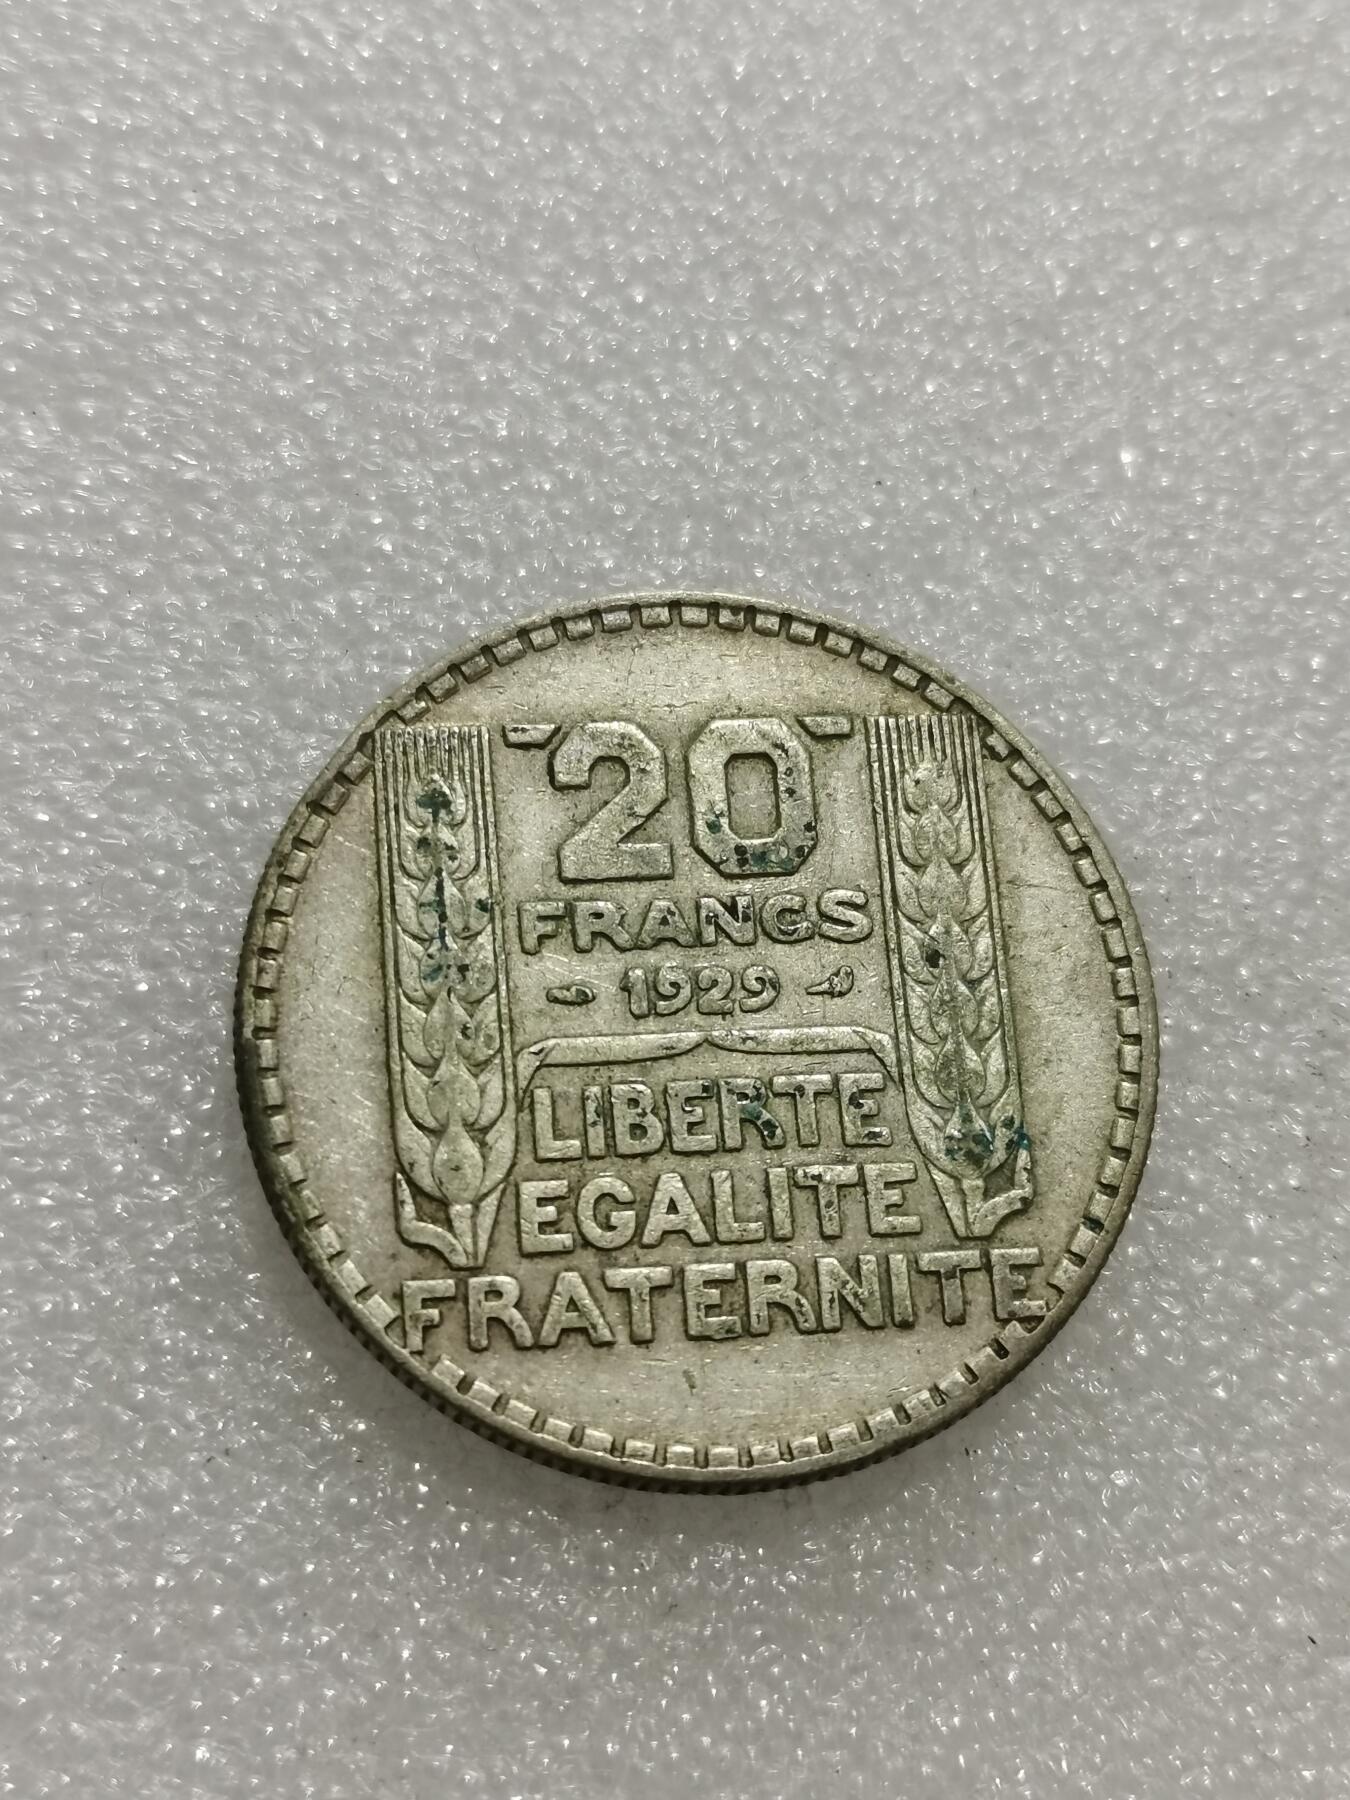 20
FRANCS
1929
LIBERTE
EGALITE
FRATERNITE